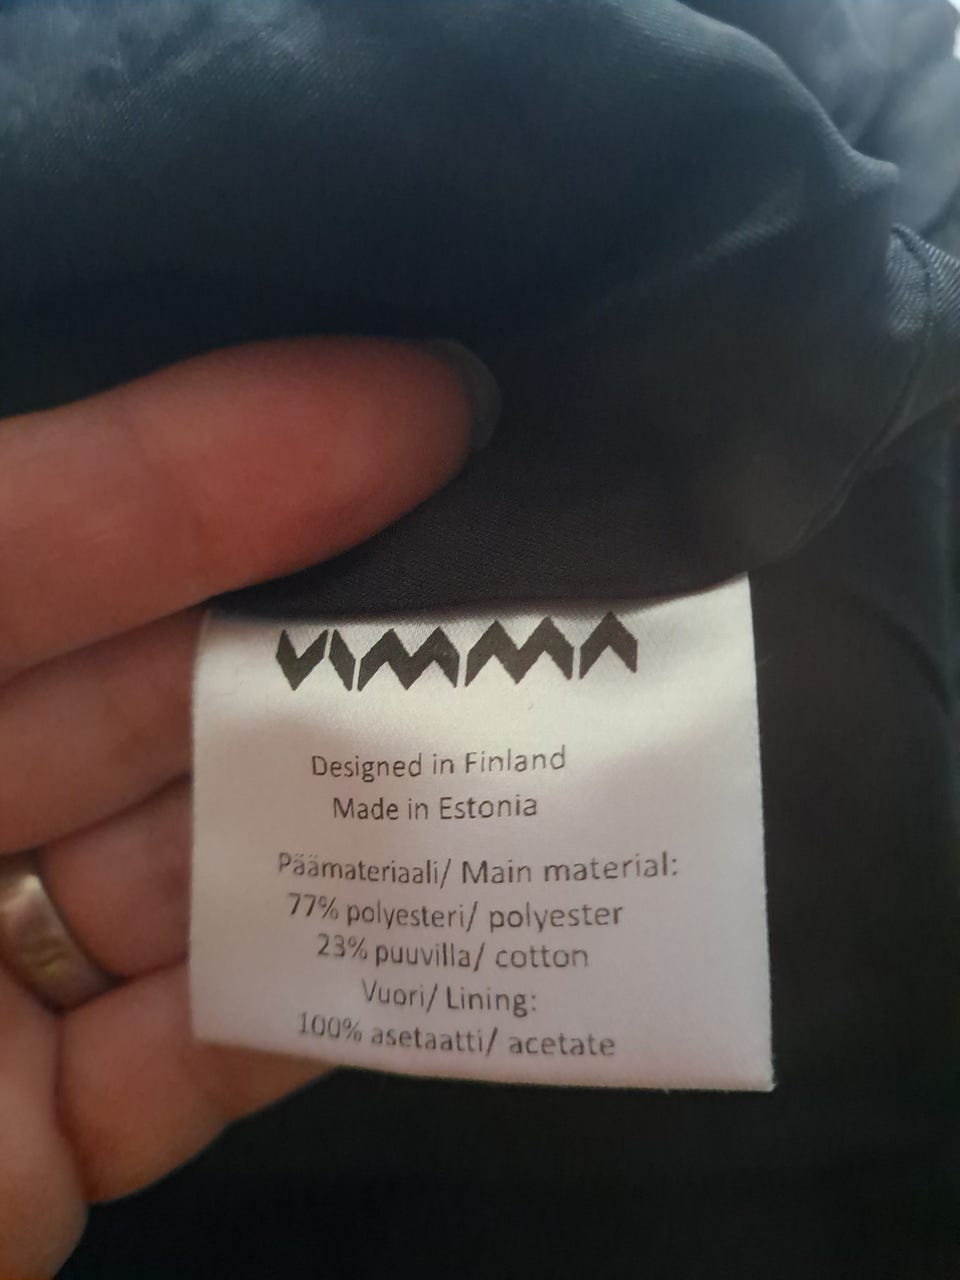 VIMMA
Designed in Finland
Made in Estonia
Päämateriaali/ Main material:
77% polyesteri/ polyester
23% puuvilla/ cotton
Vuori/ Lining:
100% asetaatti/ acetate